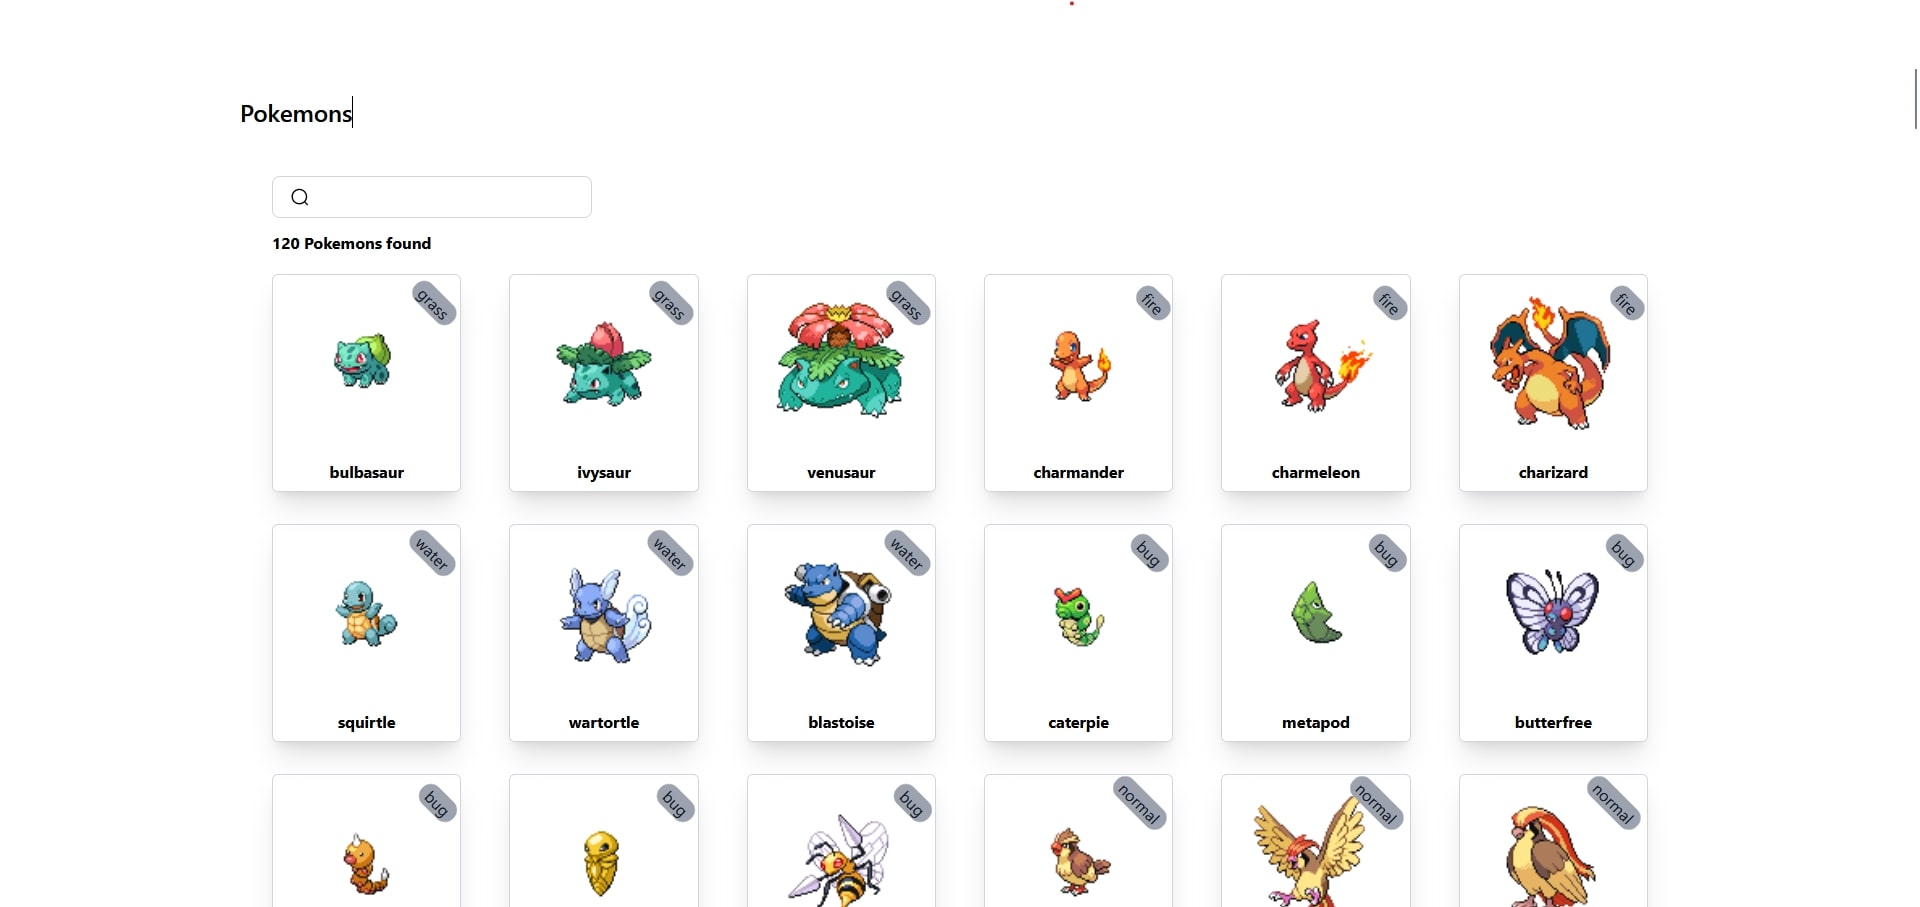 Pokemons
120 Pokemons found
grass
grass
grass
fire
fire
fire
bulbasaur
ivysaur
venusaur
charmander
charmeleon
charizard
water
water
water
bug
bug
bug
squirtle
wartortle
blastoise
caterpie
metapod
butterfree
bug
bug
bug
normal
normal
normal